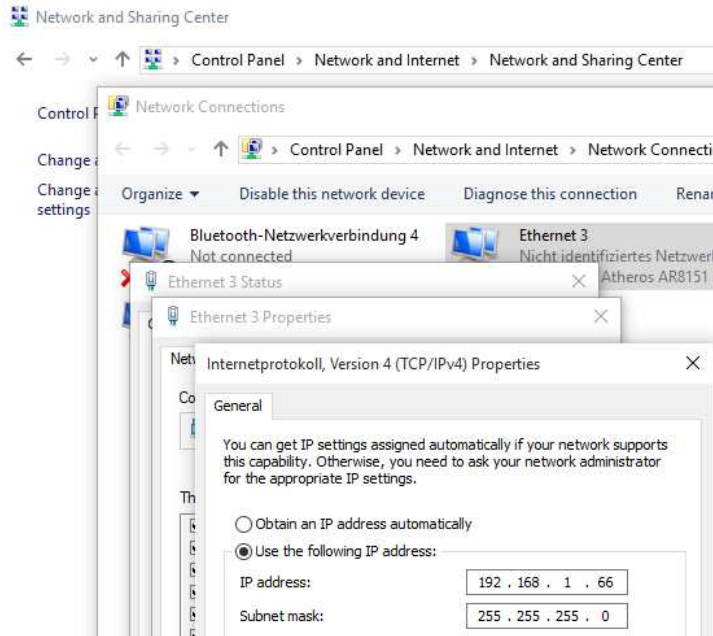 Network and Sharing Center
Control Panel > Network and Internet > Network and Sharing Center
Control
Network Connections
Control Panel > Network and Internet > Network
Change
Change
settings
Organize Disable this network device Diagnose this connection
Bluetooth-Netzwerkverbindung 4
Not connected
Ethernet 3
Nicht identifiziertes
Atheros AR8151
Ethernet 3 Status
Ethernet 3 Properties
Internetprotokoll, Version 4 (TCP/IPv4) Properties
General
You can get IP settings assigned automatically if your network supports
this capability. Otherwise, you need to ask your network administrator
for the appropriate IP settings.
Obtain an IP address automatically
Use the following IP address:
IP address: 192 . 168 . 1 . 66
Subnet mask: 255 . 255 . 255 . 0